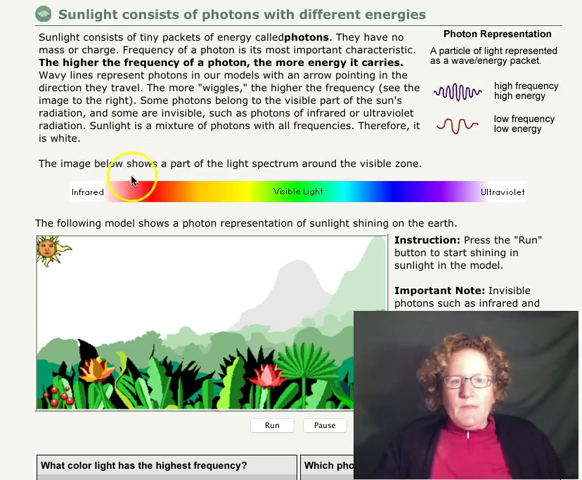 Sunlight consists of photons with different energies
Sunlight consists of tiny packets of energy calledphotons. They have no
mass or charge. Frequency of a photon is its most important characteristic.
The higher the frequency of a photon, the more energy it carries.
Wavy lines represent photons in our models with an arrow pointing in the
direction they travel. The more "wiggles," the higher the frequency (see the
image to the right). Some photons belong to the visible part of the sun's
radiation, and some are invisible, such as photons of infrared or ultraviolet
radiation. Sunlight is a mixture of photons with all frequencies. Therefore, it
is white.
Photon Representation
A particle of light represented
as a wave/energy packet.
high frequency
high energy
low frequency
low energy
The image below shows a part of the light spectrum around the visible zone.
Infrared Visible Light Ultraviolet
The following model shows a photon representation of sunlight shining on the earth.
Instruction: Press the "Run"
button to start shining in
sunlight in the model.
Important Note: Invisible
photons such as infrared and
Run Pause
What color light has the highest frequency?
Which pho